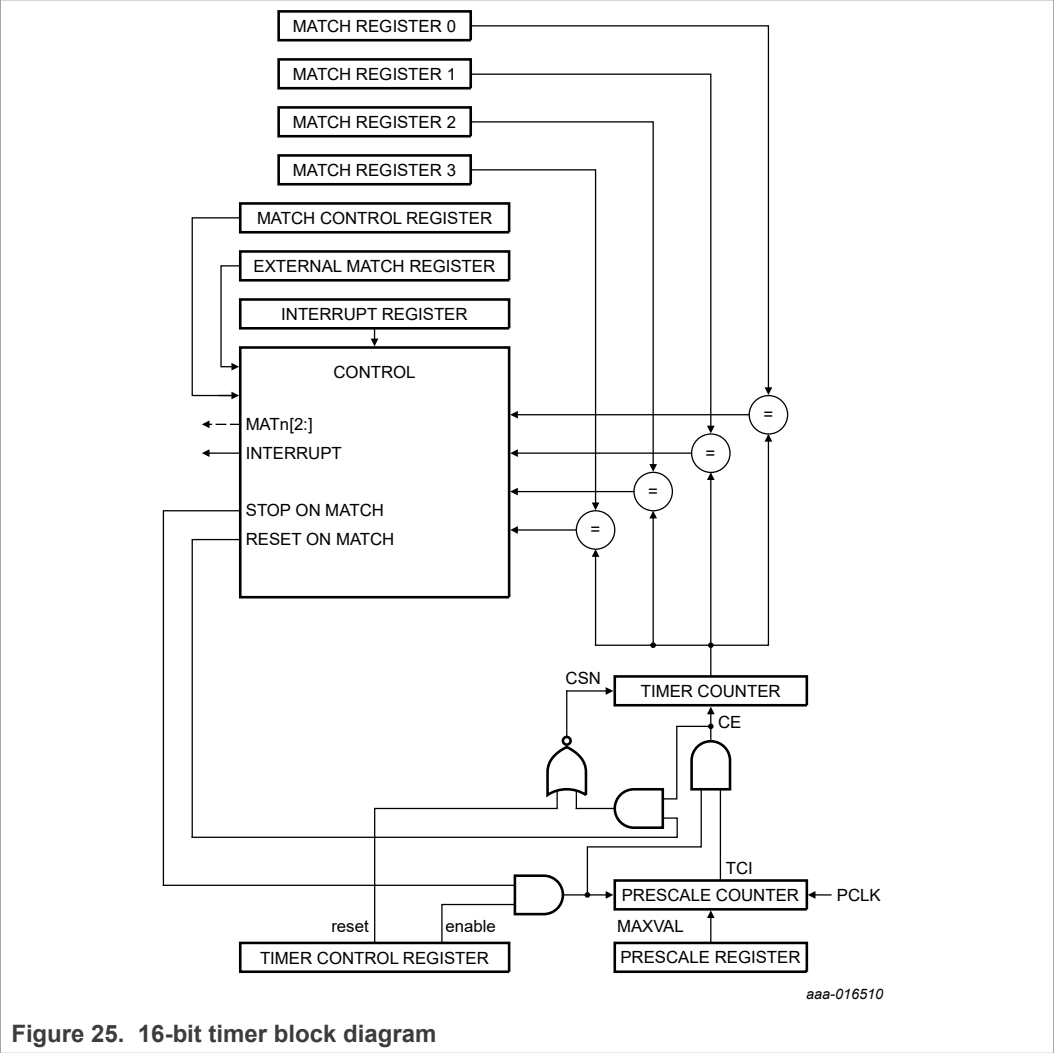 MATCH REGISTER 0
MATCH REGISTER 1
MATCH REGISTER 2
MATCH REGISTER 3
MATCH CONTROL REGISTER
EXTERNAL MATCH REGISTER
INTERRUPT REGISTER
CONTROL
MATn[2:]
INTERRUPT
STOP ON MATCH
RESET ON MATCH
=
=
=
=
CSN
TIMER COUNTER
CE
TCI
PRESCALE COUNTER
PCLK
reset
enable
MAXVAL
TIMER CONTROL REGISTER
PRESCALE REGISTER
aaa-016510
Figure 25. 16-bit timer block diagram